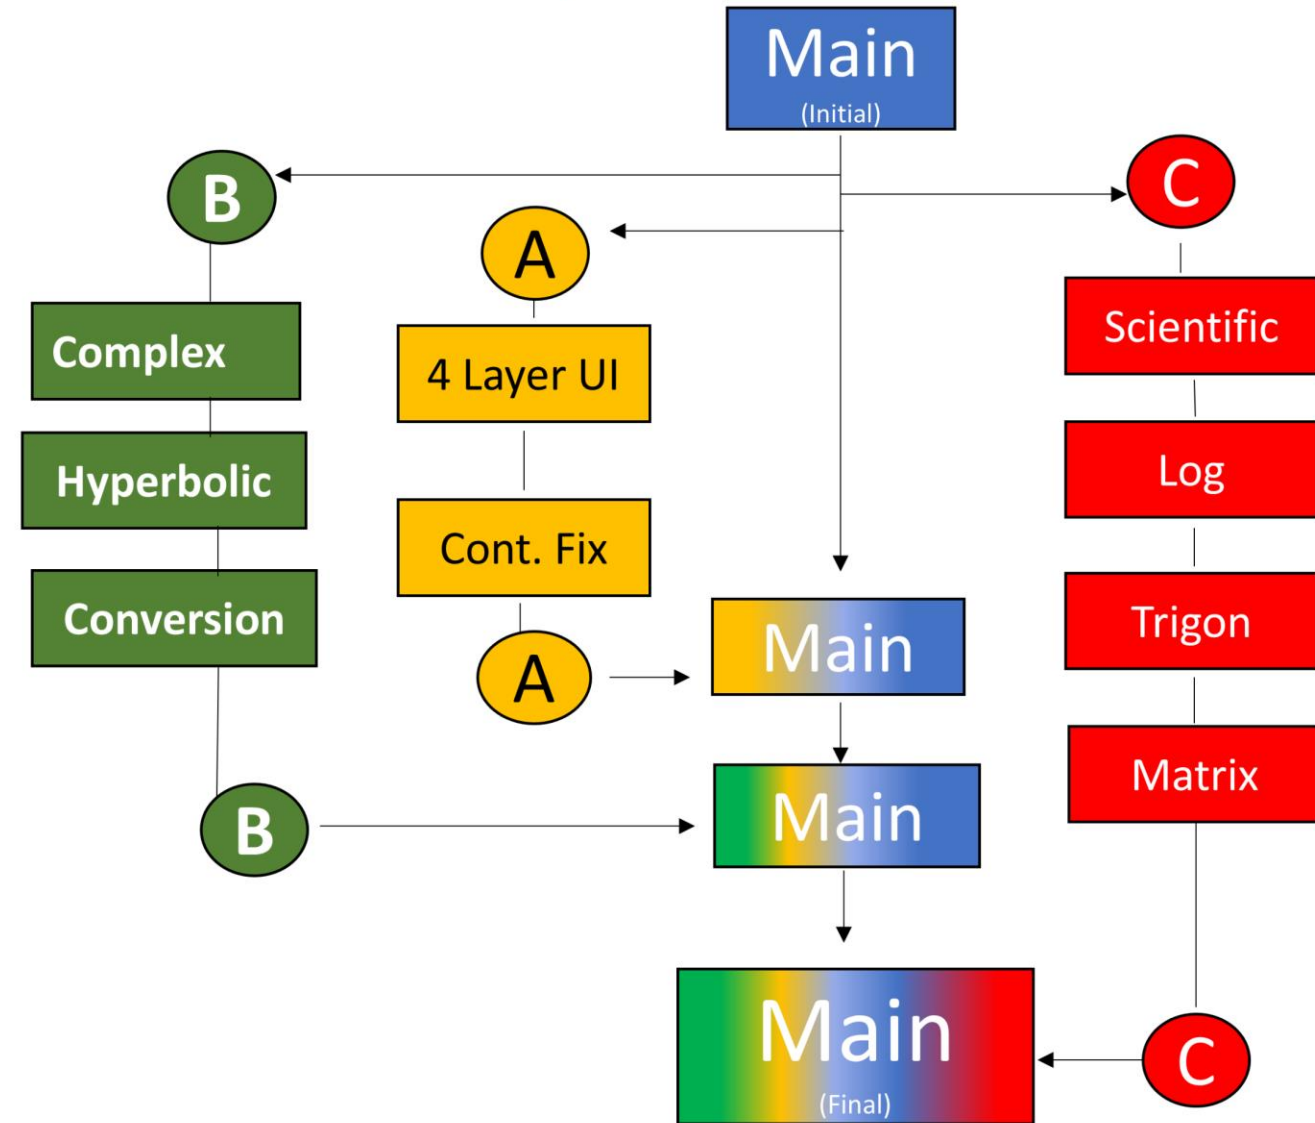 Main
(Initial)
B
C
A
Complex
4 Layer UI
Scientific
Hyperbolic
Cont. Fix
Log
Conversion
Main
Trigon
A
Main
Matrix
B
Main
(Final)
C